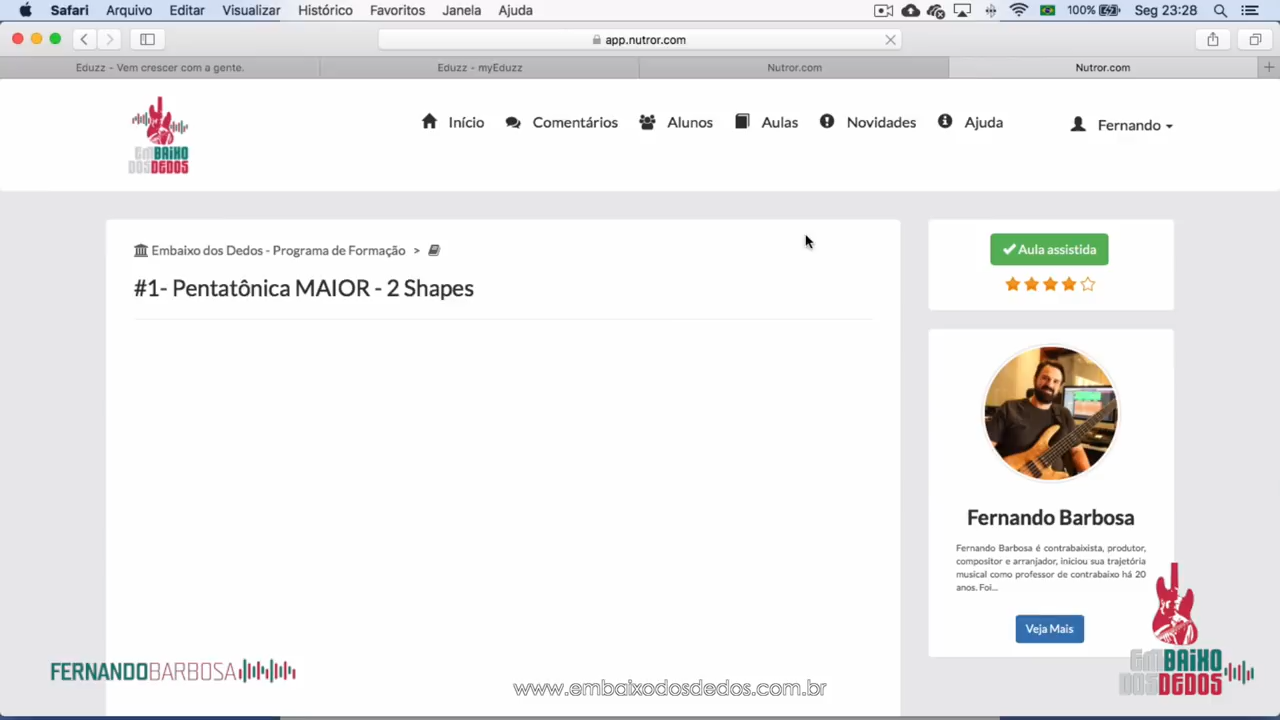 Safari Arquivo Editar Visualizar Histórico Favoritos Janela Ajuda 100% Seg 23:28
app.nutror.com
Eduzz - Vem crescer com a gente. Eduzz - myEduzz Nutror.com Nutror.com
EMBAIXO
DOSDEDOS
Início Comentários Alunos Aulas Novidades Ajuda Fernando
Embaixo dos Dedos - Programa de Formação >
#1- Pentatônica MAIOR - 2 Shapes
Aula assistida
Fernando Barbosa
Fernando Barbosa é contrabaixista, produtor,
compositor e arranjador, iniciou sua trajetória
musical como professor de contrabaixo há 20
anos. Foi...
Veja Mais
FERNANDOBARBOSA
www.embaixodosdedos.com.br
EMBAIXO
DOSDEDOS